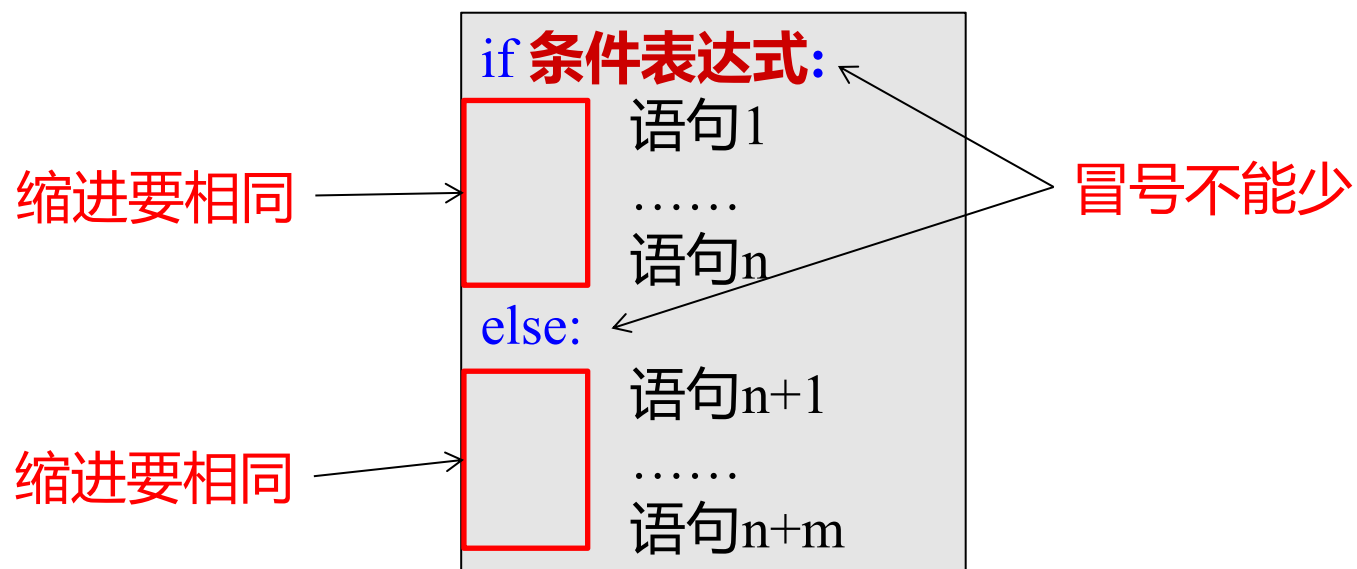 if 条件表达式:
语句1
……
语句n
else:
语句n+1
……
语句n+m
缩进要相同
缩进要相同
冒号不能少